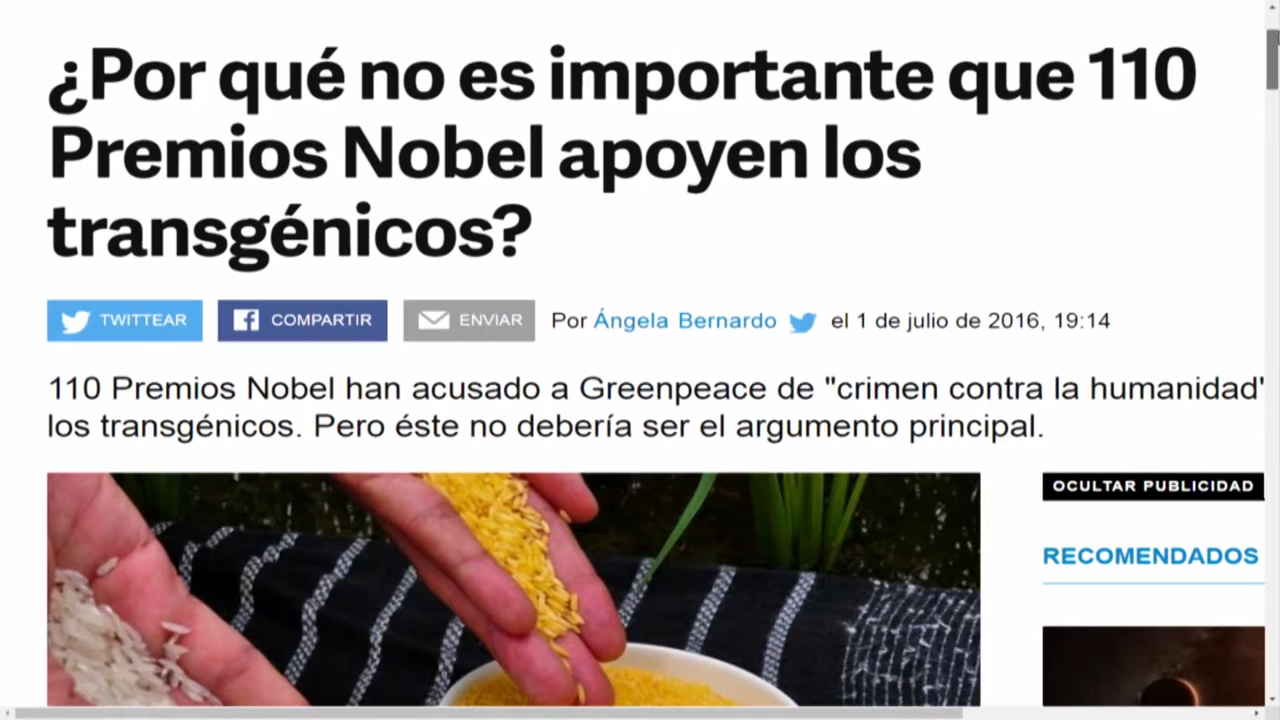 ¿Por qué no es importante que 110
Premios Nobel apoyen los
transgénicos?
TWITTEAR
COMPARTIR
ENVIAR
Por Ángela Bernardo el 1 de julio de 2016, 19:14
110 Premios Nobel han acusado a Greenpeace de "crimen contra la humanidad"
los transgénicos. Pero éste no debería ser el argumento principal.
OCULTAR PUBLICIDAD
RECOMENDADOS